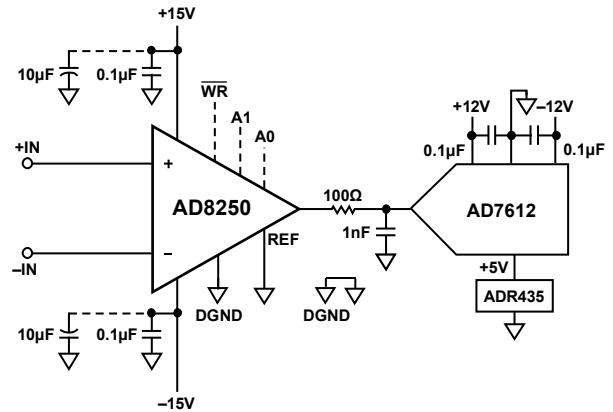 +15V
10µF
0.1µF
WR
A1
A0
+12V
–12V
0.1µF
0.1µF
+IN
+
AD8250
100Ω
AD7612
1nF
REF
–IN
–
+5V
ADR435
DGND
DGND
10µF
0.1µF
–15V